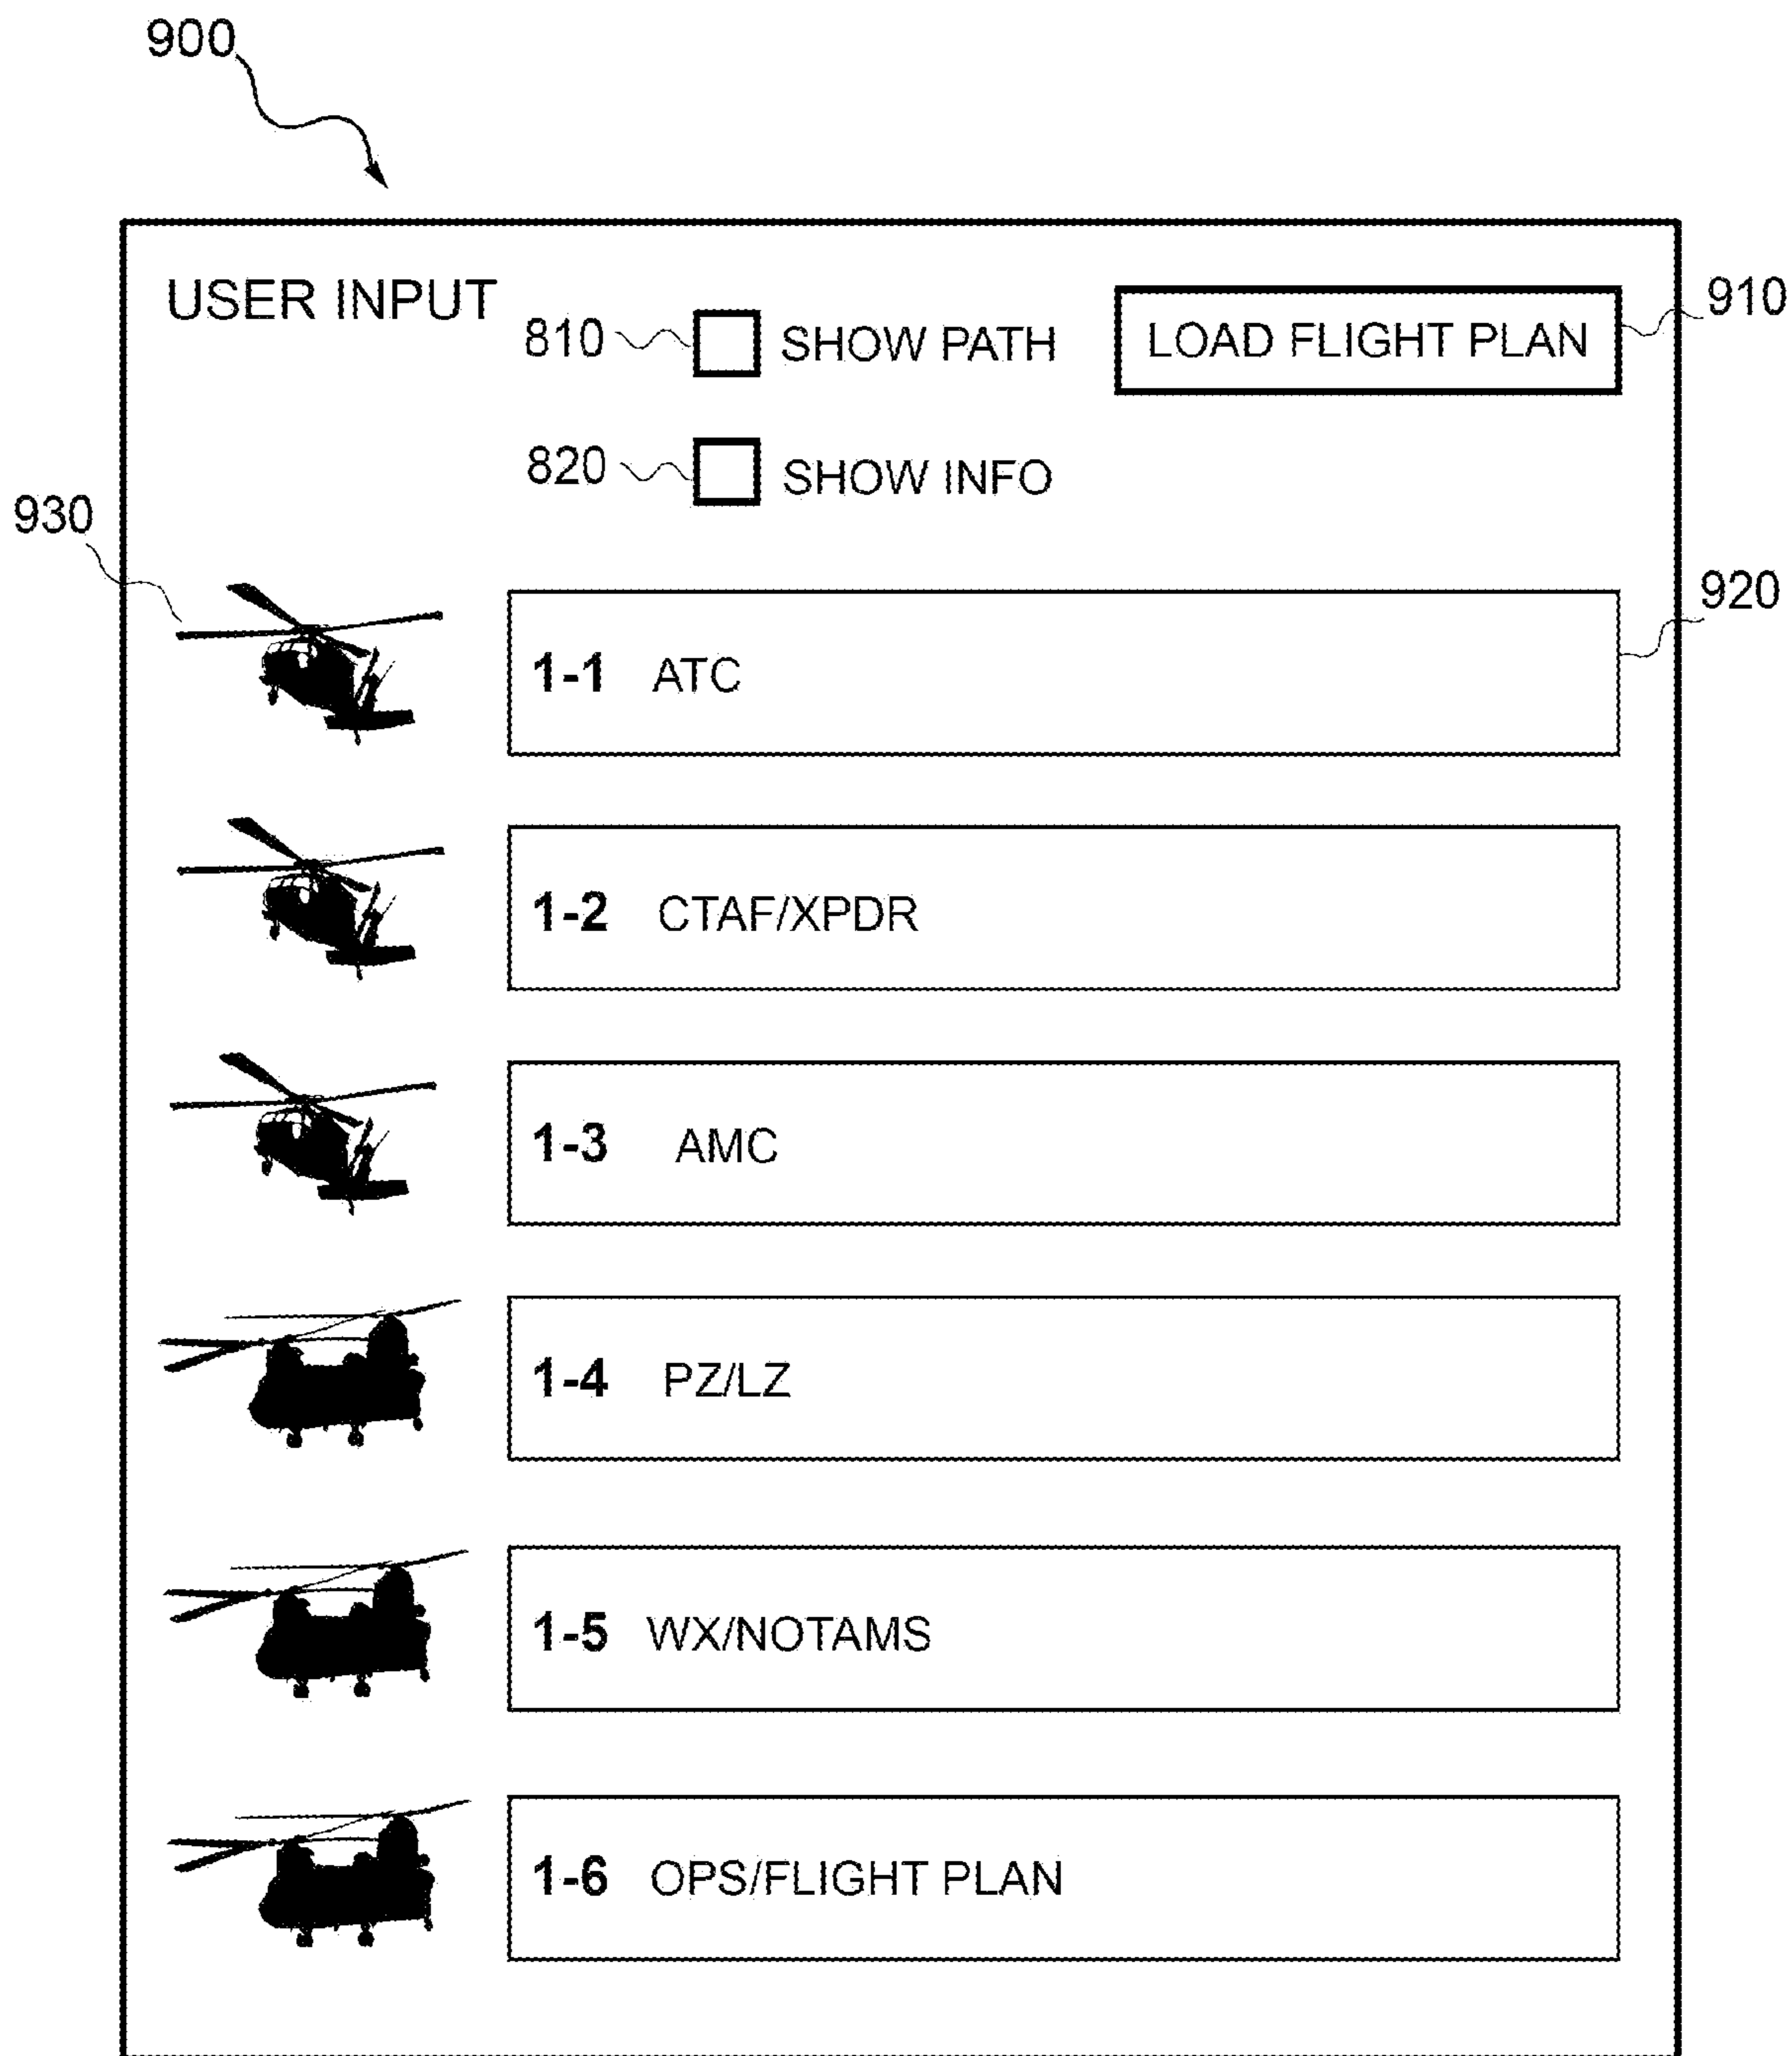 900
USER INPUT
810 SHOW PATH
LOAD FLIGHT PLAN
910
820 SHOW INFO
930
920
1-1 ATC
1-2 CTAF/XPDR
1-3 AMC
1-4 PZ/LZ
1-5 WX/NOTAMS
1-6 OPS/FLIGHT PLAN